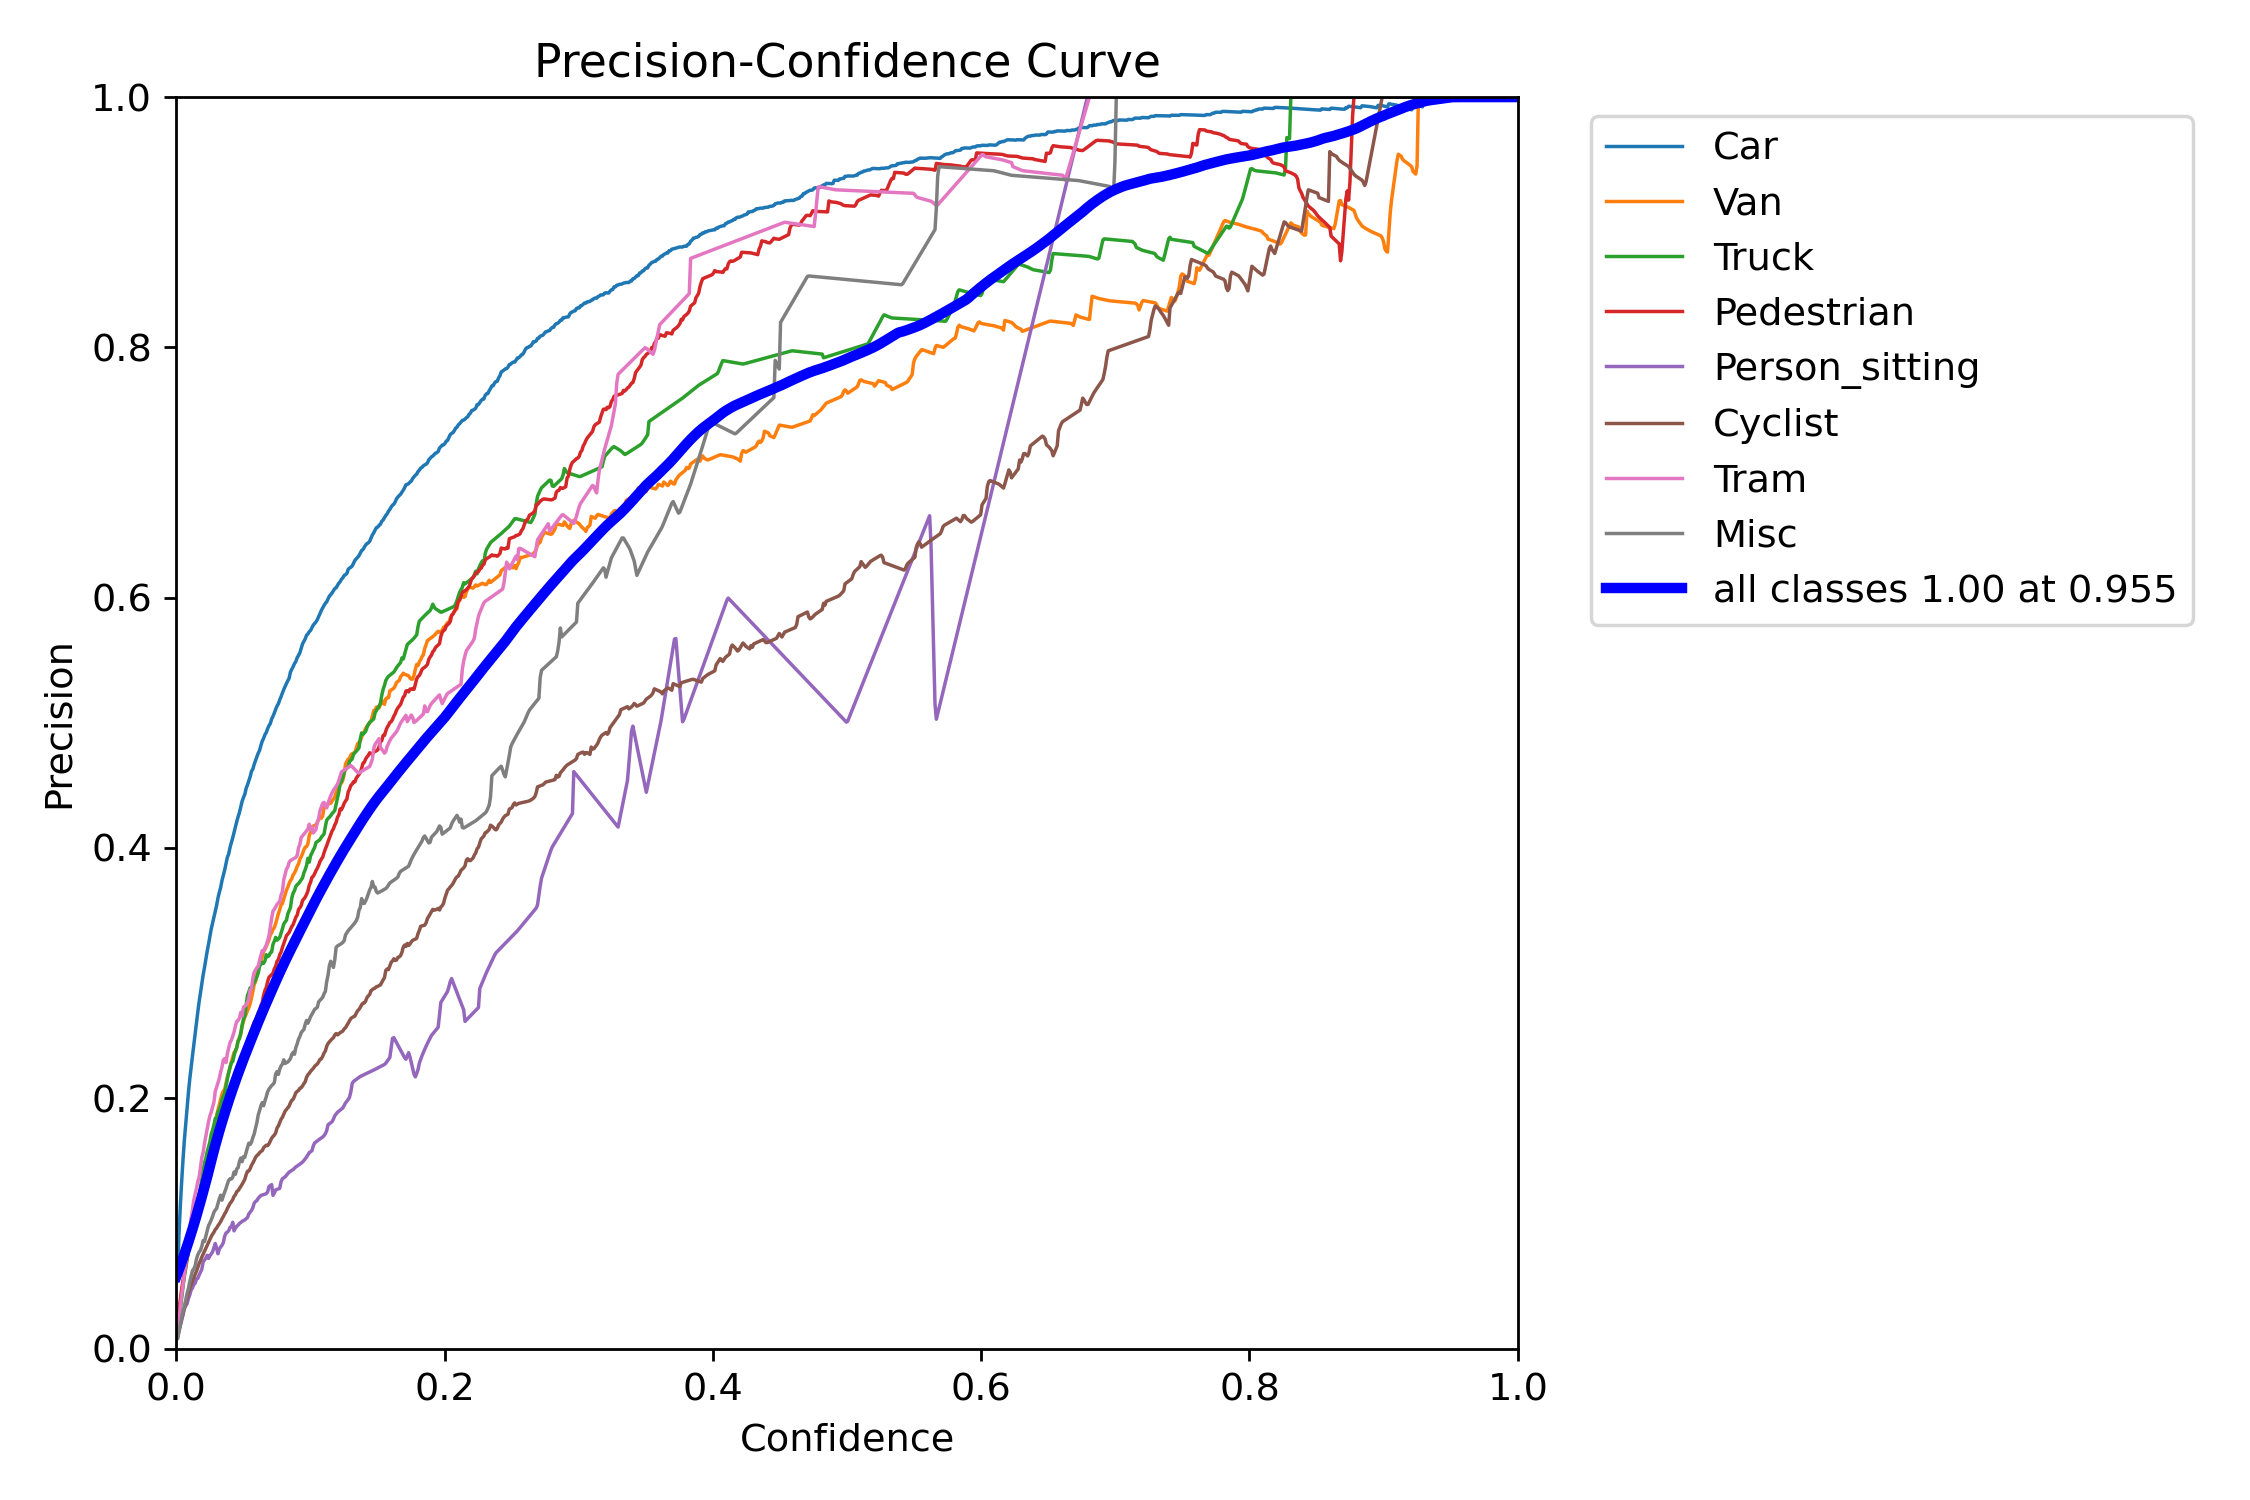 Precision-Confidence Curve
1.0
0.8
0.6
0.4
0.2
0.0
Precision
0.0 0.2 0.4 0.6 0.8 1.0
Confidence
Car
Van
Truck
Pedestrian
Person_sitting
Cyclist
Tram
Misc
all classes 1.00 at 0.955